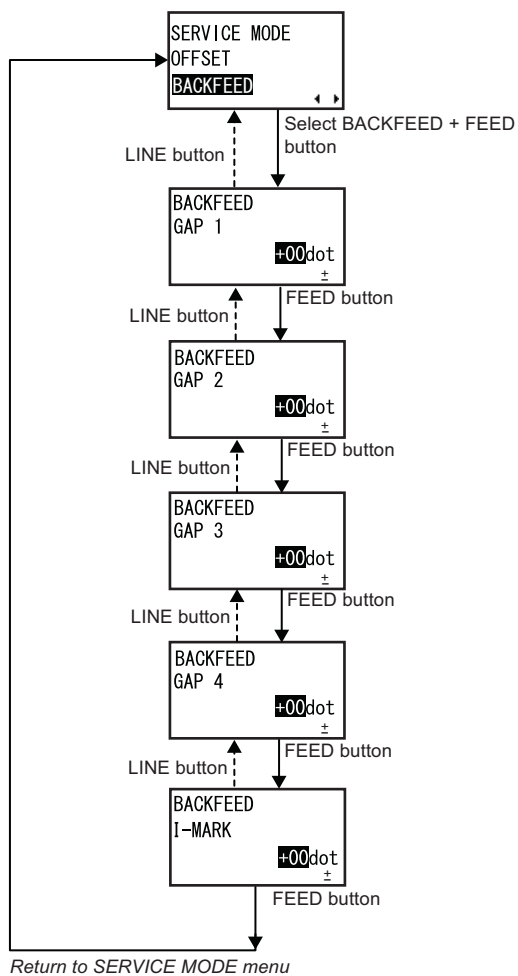 SERVICE MODE
OFFSET
BACKFEED
Select BACKFEED + FEED
button
LINE button
BACKFEED
GAP 1
+00dot
±
FEED button
LINE button
BACKFEED
GAP 2
+00dot
±
FEED button
LINE button
BACKFEED
GAP 3
+00dot
±
FEED button
LINE button
BACKFEED
GAP 4
+00dot
±
FEED button
LINE button
BACKFEED
I-MARK
+00dot
±
FEED button
Return to SERVICE MODE menu